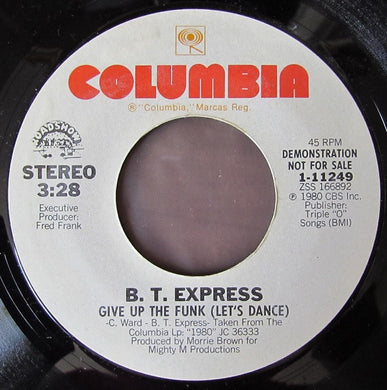 COLUMBIA
® "Columbia," Marcas Reg.
ROADSHOW
STEREO
3:28
Executive
Producer:
Fred Frank
45 RPM
DEMONSTRATION
NOT FOR SALE
1-11249
ZSS 166892
Ⓟ 1980 CBS Inc.
Publisher:
Triple "O"
Songs (BMI)
B. T. EXPRESS
GIVE UP THE FUNK (LET'S DANCE)
-C. Ward - B. T. Express- Taken From The
Columbia Lp: "1980" JC 36333
Produced by Morrie Brown for
Mighty M Productions